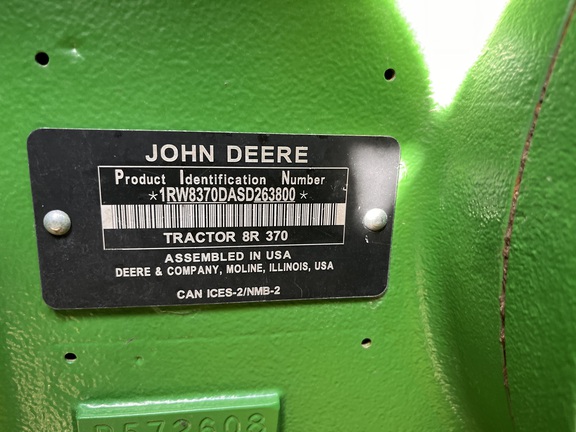 JOHN DEERE
Product Identification Number
*1RW8370DASD263800*
TRACTOR 8R 370
ASSEMBLED IN USA
DEERE & COMPANY, MOLINE, ILLINOIS, USA
CAN ICES-2/NMB-2
R573608